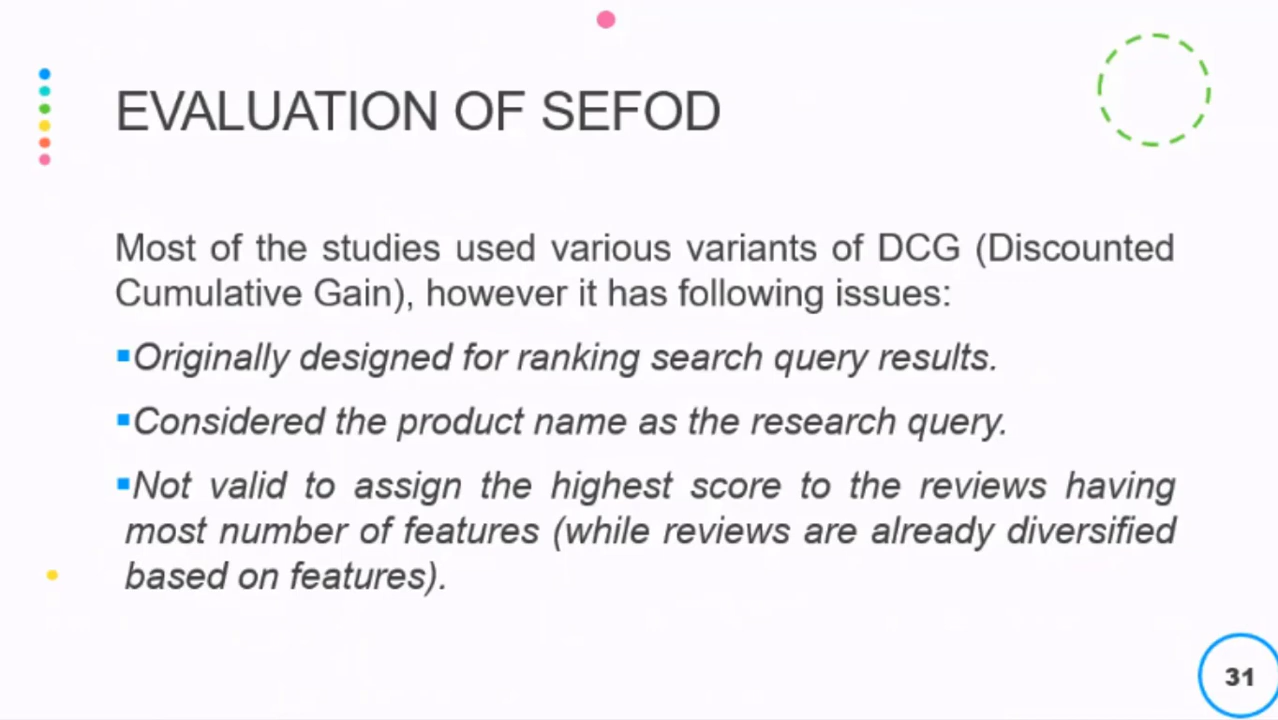 EVALUATION OF SEFOD
Most of the studies used various variants of DCG (Discounted
Cumulative Gain), however it has following issues:
▪Originally designed for ranking search query results.
▪Considered the product name as the research query.
▪Not valid to assign the highest score to the reviews having
most number of features (while reviews are already diversified
based on features).
31